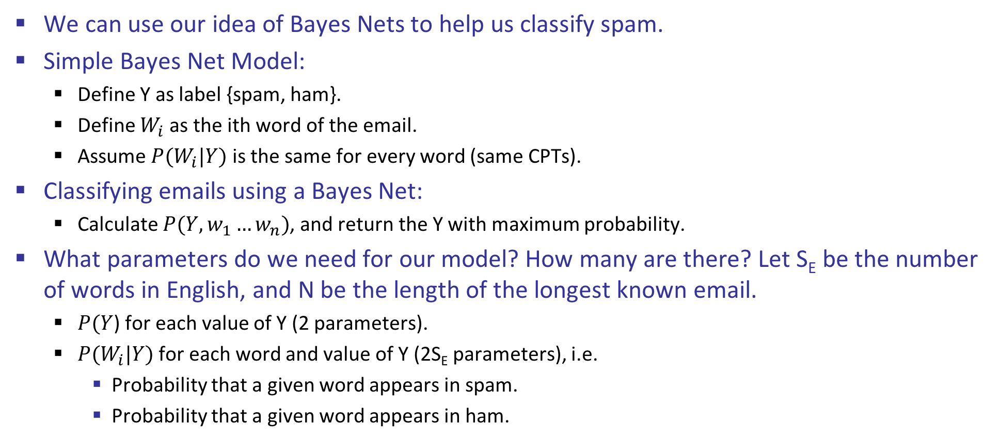 ▪ We can use our idea of Bayes Nets to help us classify spam.
▪ Simple Bayes Net Model:
▪ Define Y as label {spam, ham}.
▪ Define $W_i$ as the ith word of the email.
▪ Assume $P(W_i|Y)$ is the same for every word (same CPTs).
▪ Classifying emails using a Bayes Net:
▪ Calculate $P(Y, w_1 … w_n)$, and return the Y with maximum probability.
▪ What parameters do we need for our model? How many are there? Let S_E be the number
of words in English, and N be the length of the longest known email.
▪ $P(Y)$ for each value of Y (2 parameters).
▪ $P(W_i|Y)$ for each word and value of Y (2S_E parameters), i.e.
▪ Probability that a given word appears in spam.
▪ Probability that a given word appears in ham.